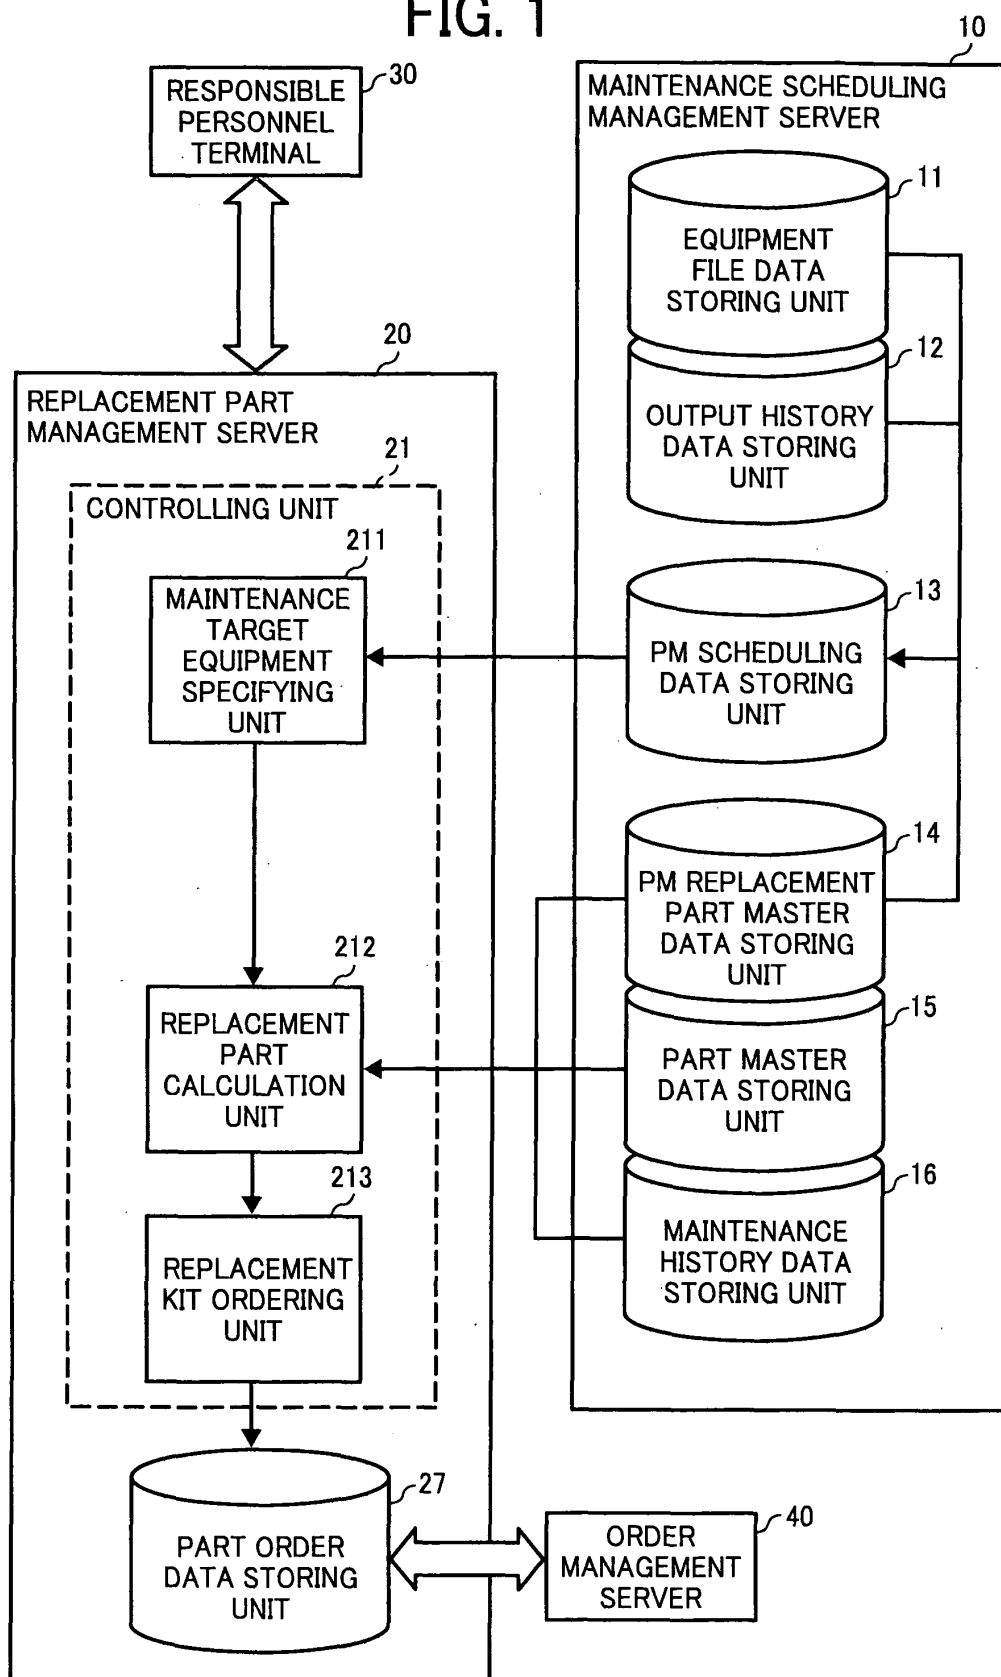 FIG. 1
10
30
RESPONSIBLE
PERSONNEL
TERMINAL
MAINTENANCE SCHEDULING
MANAGEMENT SERVER
11
EQUIPMENT
FILE DATA
STORING UNIT
20
12
REPLACEMENT PART
MANAGEMENT SERVER
OUTPUT HISTORY
DATA STORING
UNIT
21
CONTROLLING UNIT
211
MAINTENANCE
TARGET
EQUIPMENT
SPECIFYING
UNIT
13
PM SCHEDULING
DATA STORING
UNIT
14
PM REPLACEMENT
PART MASTER
DATA STORING
UNIT
212
REPLACEMENT
PART
CALCULATION
UNIT
15
PART MASTER
DATA STORING
UNIT
213
REPLACEMENT
KIT ORDERING
UNIT
16
MAINTENANCE
HISTORY DATA
STORING UNIT
27
PART ORDER
DATA STORING
UNIT
40
ORDER
MANAGEMENT
SERVER